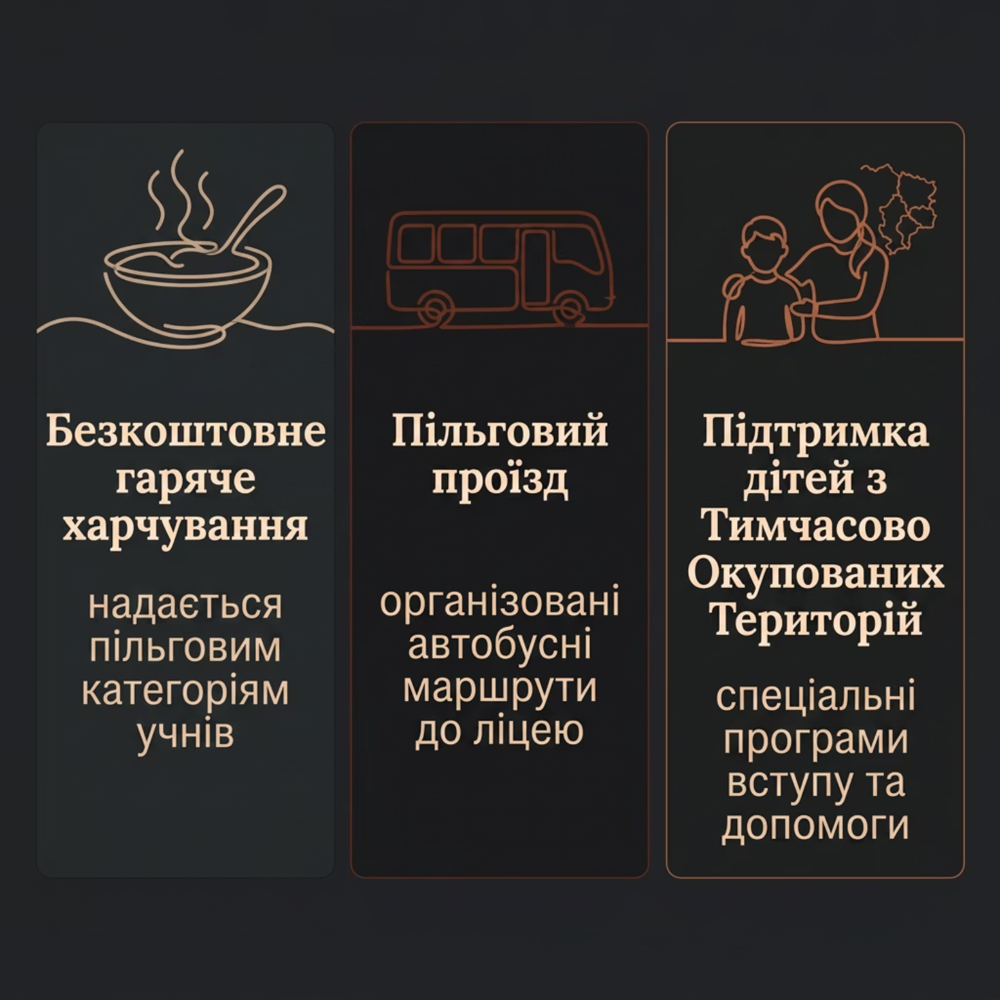 Безкоштовне
гаряче
харчування
надається
пільговим
категоріям
учнів
Пільговий
проїзд
організовані
автобусні
маршрути
до ліцею
Підтримка
дітей з
Тимчасово
Окупованих
Територій
спеціальні
програми
вступу та
допомоги